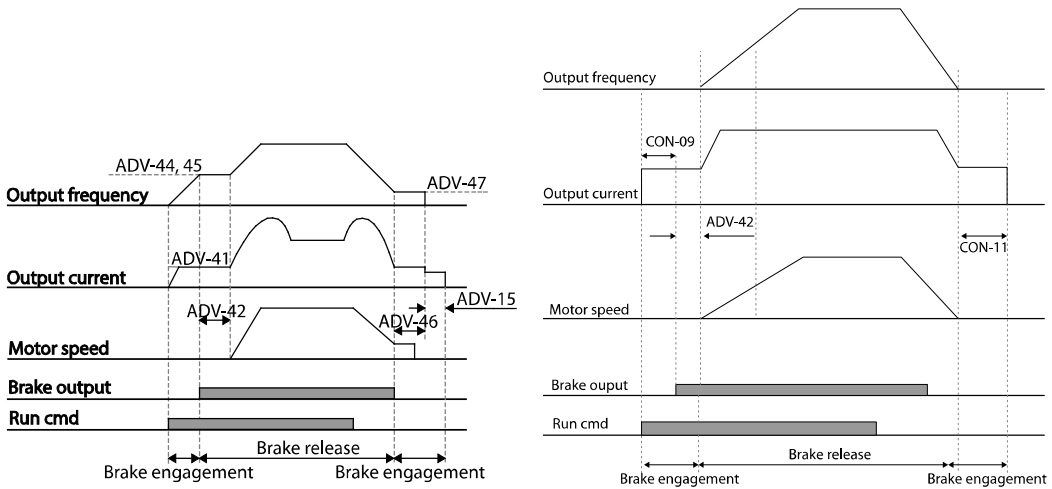 ADV-44, 45
ADV-47
Output frequency
ADV-41
Output current
ADV-42
ADV-15
ADV-46
Motor speed
Brake output
Run cmd
Brake release
Brake engagement
Brake engagement
Output frequency
CON-09
Output current
ADV-42
CON-11
Motor speed
Brake ouput
Run cmd
Brake release
Brake engagement
Brake engagement